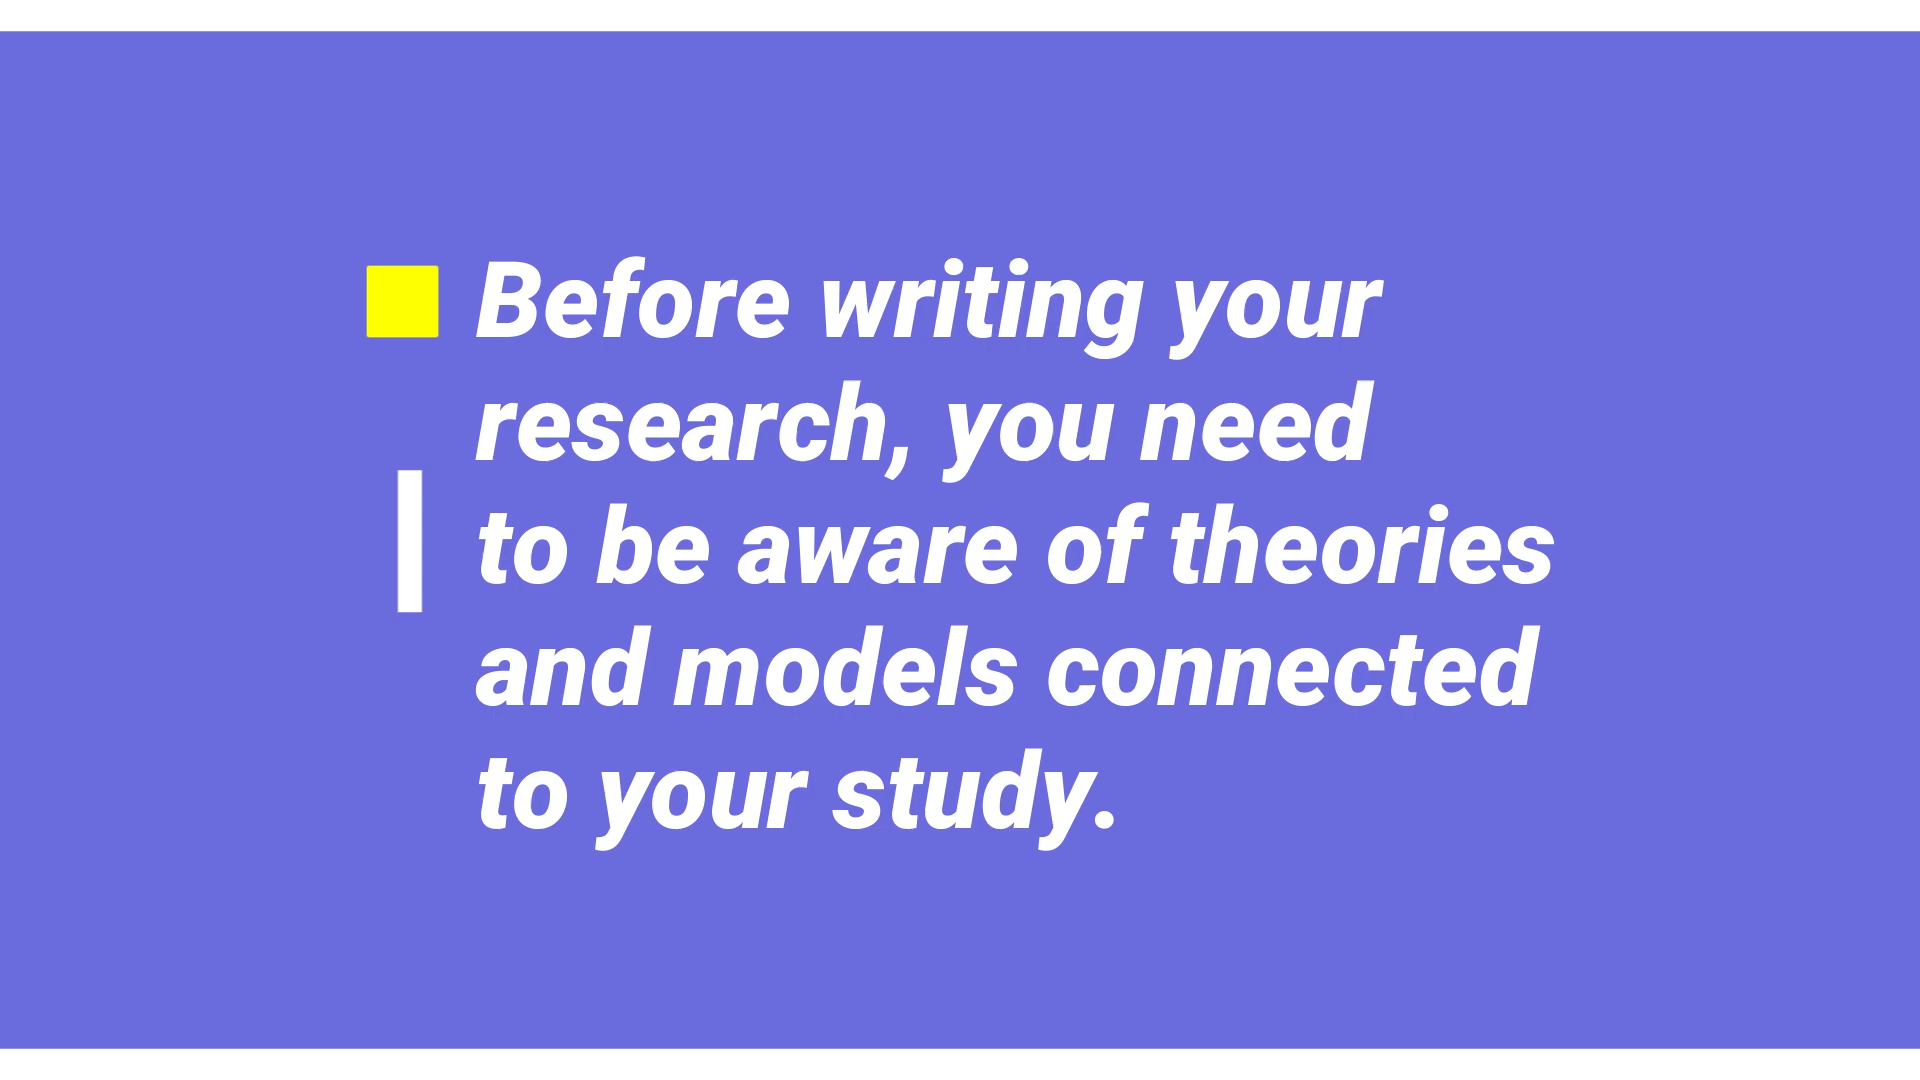 Before writing your
research, you need
to be aware of theories
and models connected
to your study.